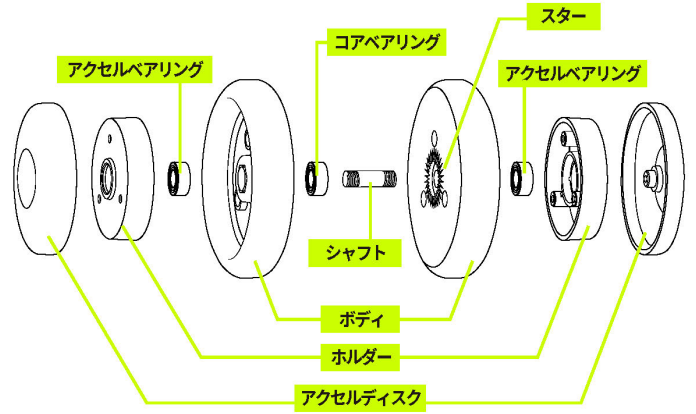 スター
コアベアリング
アクセルベアリング
アクセルベアリング
シャフト
ボディ
ホルダー
アクセルディスク